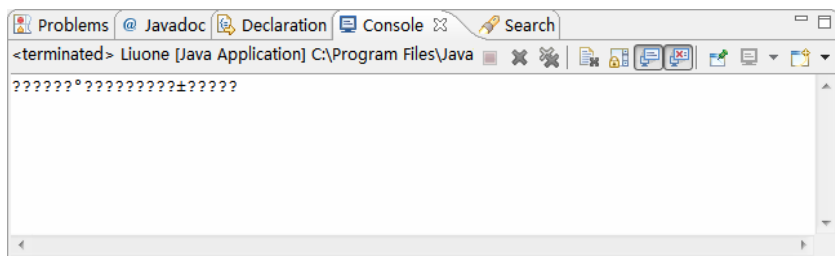 Problems @ Javadoc Declaration Console Search
<terminated> Liuone [Java Application] C:\Program Files\Java
??????°?????????±?????